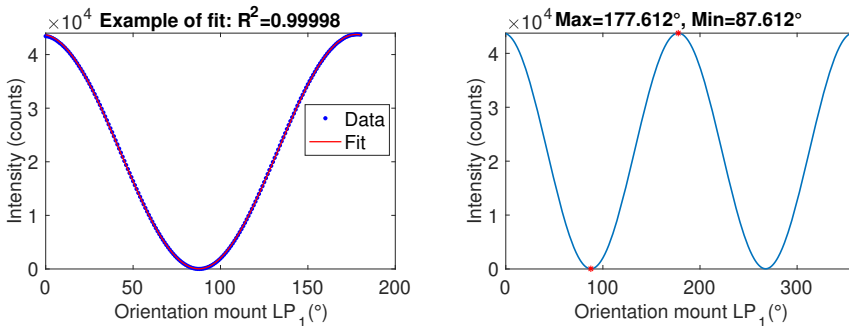 ×10⁴ Example of fit: R²=0.99998
4
3
2
1
0
Intensity (counts)
Data
Fit
0 50 100 150 200
Orientation mount LP₁(°)
×10⁴ Max=177.612°, Min=87.612°
4
3
2
1
0
Intensity (counts)
0 100 200 300
Orientation mount LP₁(°)